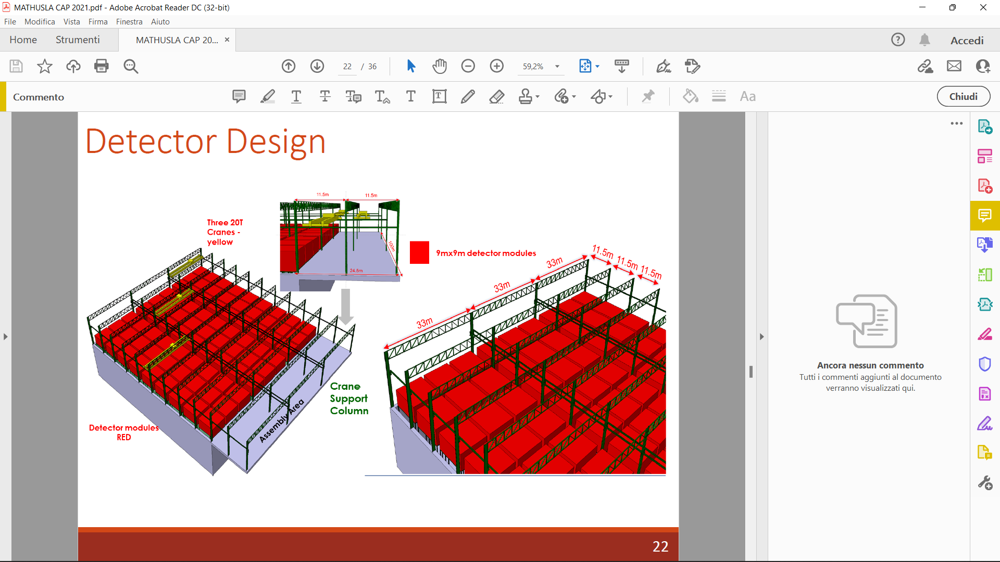 MATHUSLA CAP 2021.pdf - Adobe Acrobat Reader DC (32-bit)
File Modifica Vista Firma Finestra Aiuto
Home Strumenti MATHUSLA CAP 20... × Accedi
22 / 36 59,2%
Commento Chiudi
Detector Design
11.5m 11.5m
100m
24.5m
Three 20T
Cranes -
yellow
9mx9m detector modules
33m 33m 33m 11.5m 11.5m 11.5m
Crane
Support
Column
Assembly Area
Detector modules
RED
22
Ancora nessun commento
Tutti i commenti aggiunti al documento
verranno visualizzati qui.